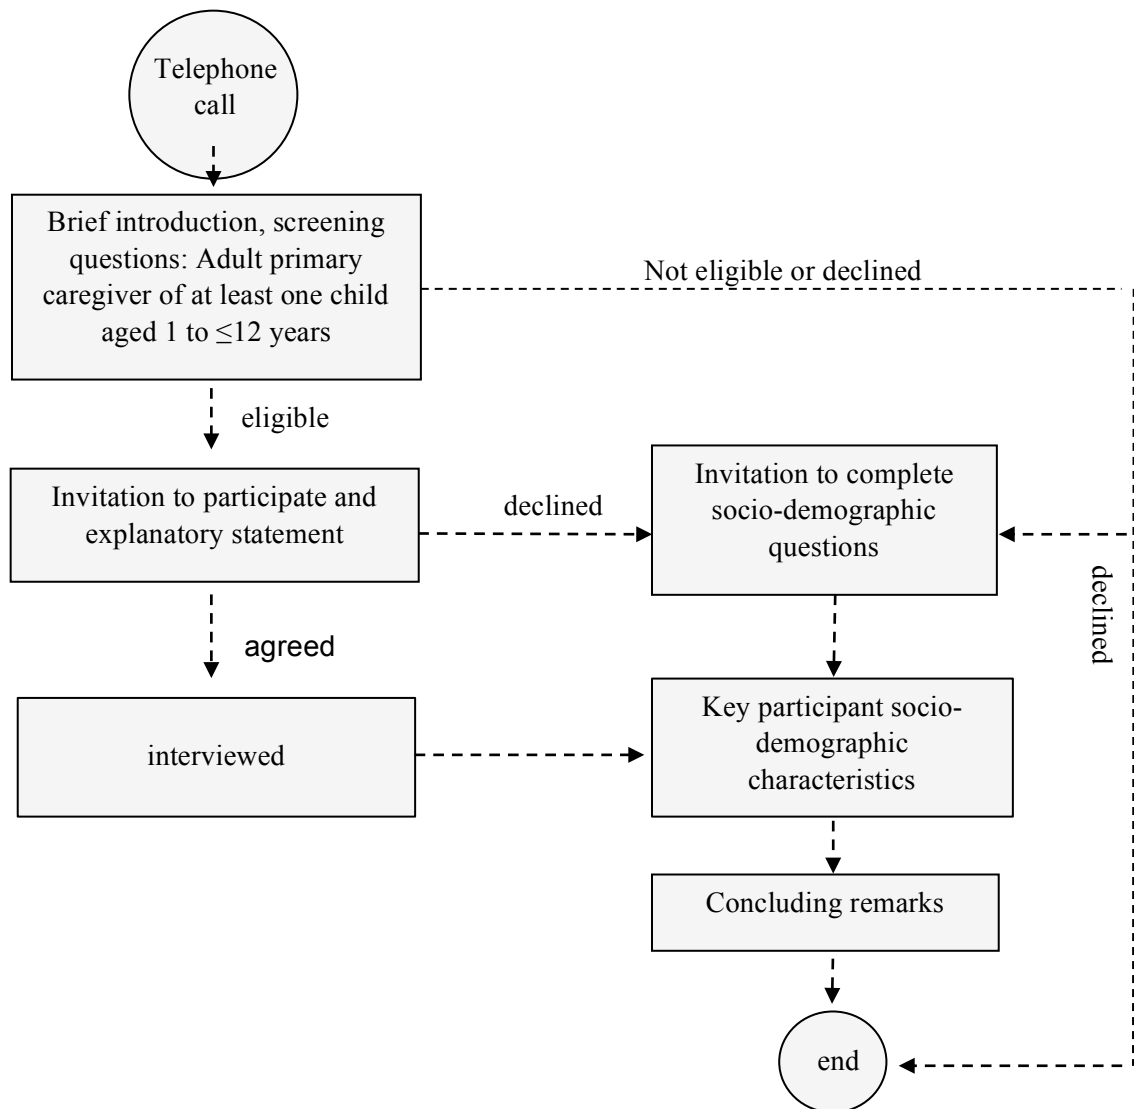 Telephone
call
Brief introduction, screening
questions: Adult primary
caregiver of at least one child
aged 1 to ≤12 years
Not eligible or declined
eligible
Invitation to participate and
explanatory statement
declined
Invitation to complete
socio-demographic
questions
declined
agreed
interviewed
Key participant socio-
demographic
characteristics
Concluding remarks
end